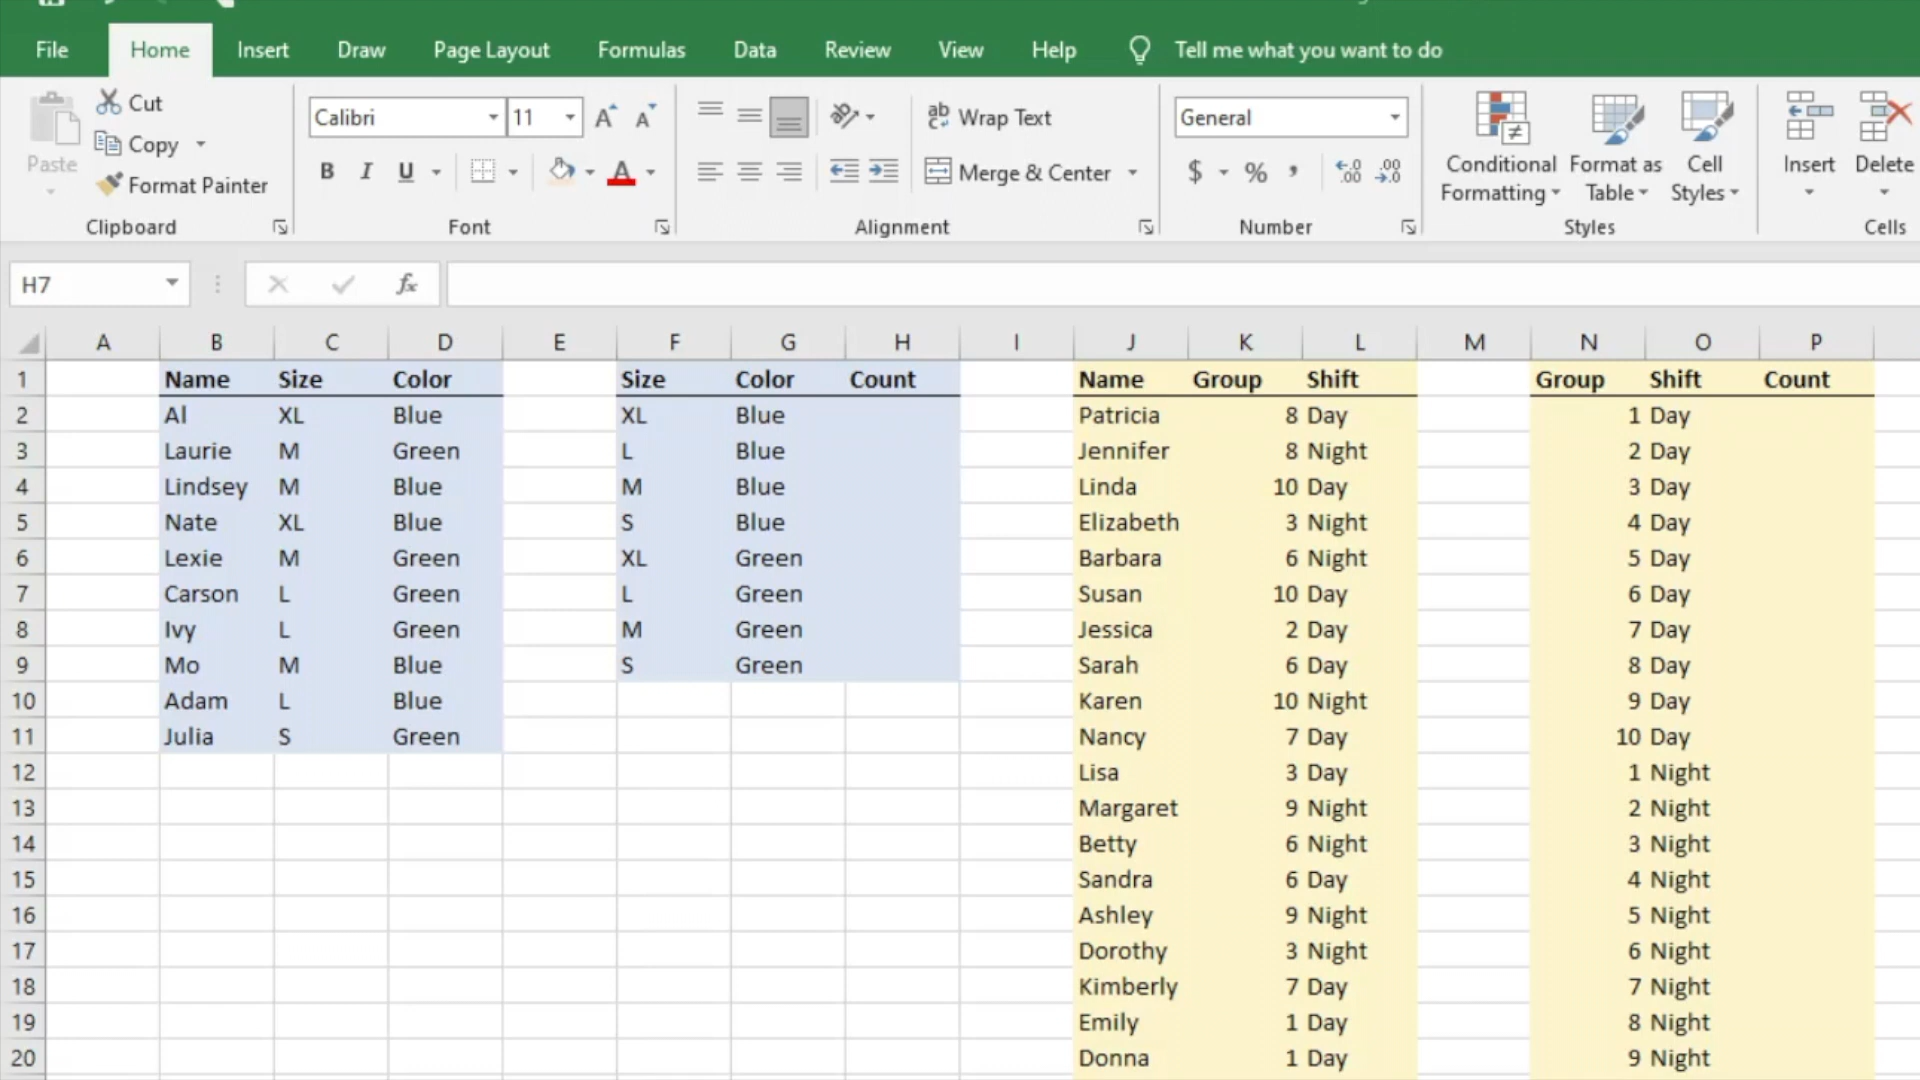 File Home Insert Draw Page Layout Formulas Data Review View Help Tell me what you want to do
Cut
Copy
Format Painter
Paste
Clipboard
Calibri 11 A A
B I U A
Font
ab Wrap Text
Merge & Center
Alignment
General
$ % , .00 .00
Number
Conditional Formatting
Format as Table
Cell Styles
Styles
Insert
Delete
Cells
H7 fx
A B C D E F G H I J K L M N O P
1 Name Size Color Size Color Count Name Group Shift Group Shift Count
2 Al XL Blue XL Blue Patricia 8 Day 1 Day
3 Laurie M Green L Blue Jennifer 8 Night 2 Day
4 Lindsey M Blue M Blue Linda 10 Day 3 Day
5 Nate XL Blue S Blue Elizabeth 3 Night 4 Day
6 Lexie M Green XL Green Barbara 6 Night 5 Day
7 Carson L Green L Green Susan 10 Day 6 Day
8 Ivy L Green M Green Jessica 2 Day 7 Day
9 Mo M Blue S Green Sarah 6 Day 8 Day
10 Adam L Blue Karen 10 Night 9 Day
11 Julia S Green Nancy 7 Day 10 Day
12 Lisa 3 Day 1 Night
13 Margaret 9 Night 2 Night
14 Betty 6 Night 3 Night
15 Sandra 6 Day 4 Night
16 Ashley 9 Night 5 Night
17 Dorothy 3 Night 6 Night
18 Kimberly 7 Day 7 Night
19 Emily 1 Day 8 Night
20 Donna 1 Day 9 Night